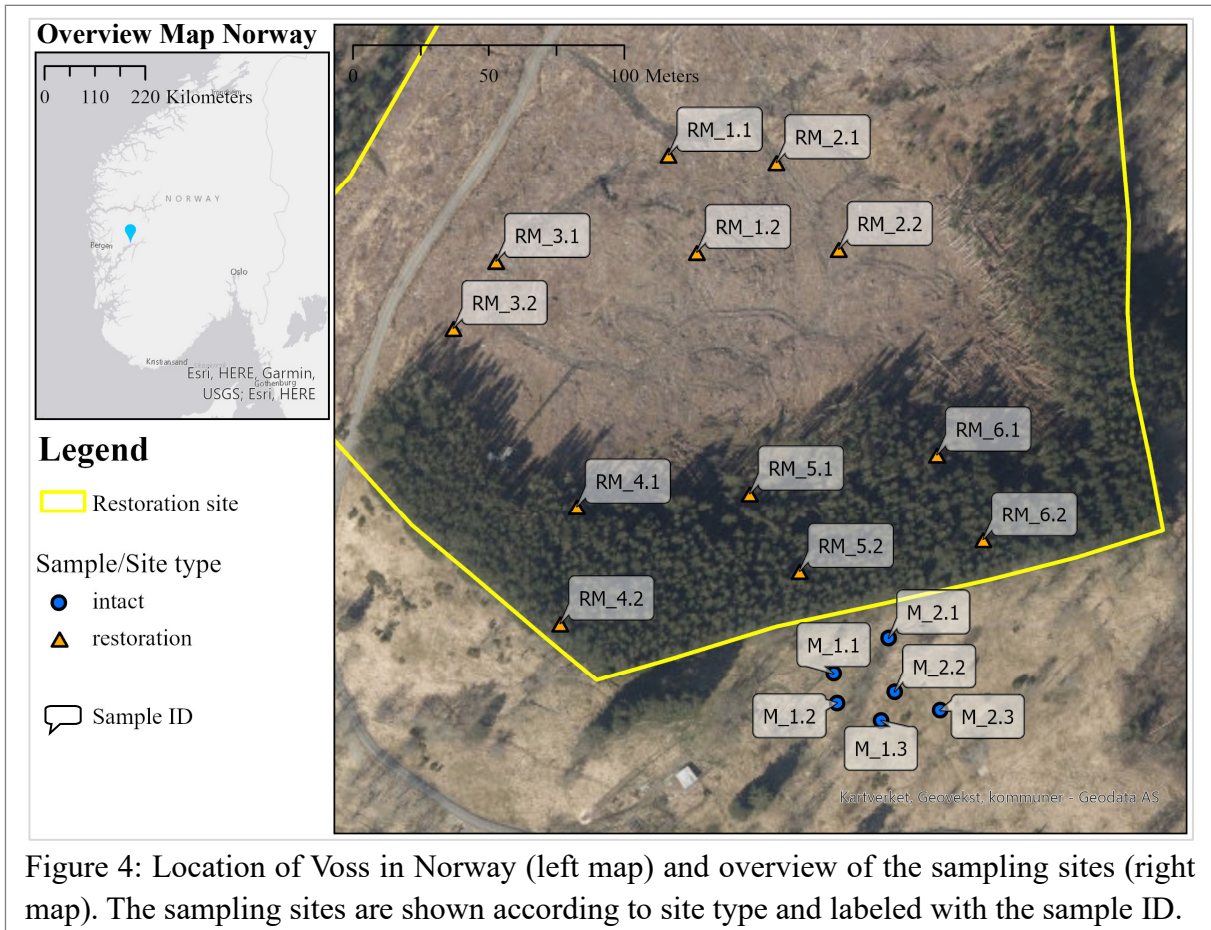 Overview Map Norway
0 110 220 Kilometers
NORWAY
Bergen
Oslo
Kristiansand
Gothenburg
Esri, HERE, Garmin,
USGS; Esri, HERE
Legend
Restoration site
Sample/Site type
intact
restoration
Sample ID
0 50 100 Meters
RM_1.1
RM_2.1
RM_1.2
RM_2.2
RM_3.1
RM_3.2
RM_6.1
RM_5.1
RM_4.1
RM_6.2
RM_5.2
RM_4.2
M_2.1
M_1.1
M_2.2
M_1.2
M_2.3
M_1.3
Kartverket, Geovekst, kommuner - Geodata AS
Figure 4: Location of Voss in Norway (left map) and overview of the sampling sites (right
map). The sampling sites are shown according to site type and labeled with the sample ID.